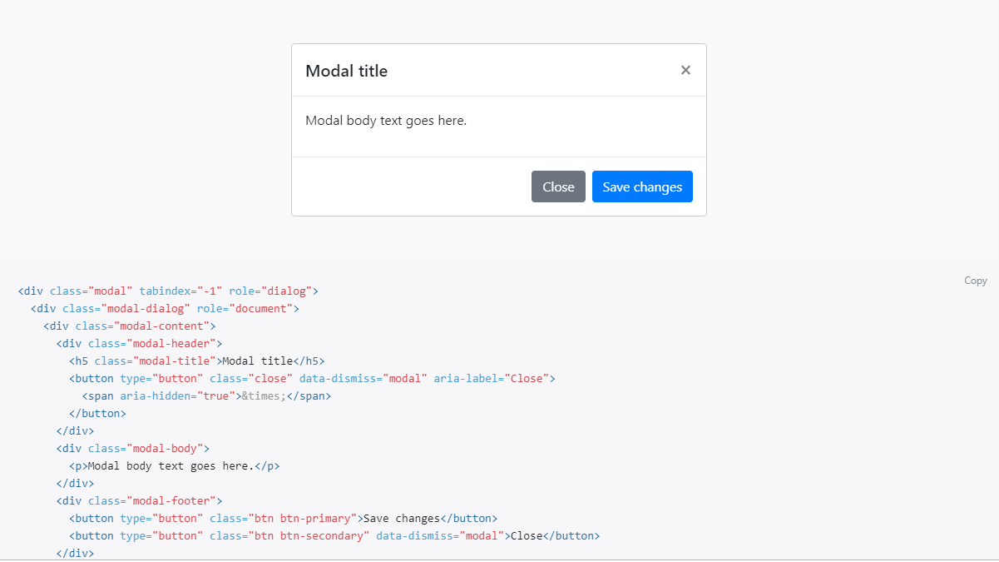 Modal title ×
Modal body text goes here.
Close Save changes
Copy
<div class="modal" tabindex="-1" role="dialog">
  <div class="modal-dialog" role="document">
    <div class="modal-content">
      <div class="modal-header">
        <h5 class="modal-title">Modal title</h5>
        <button type="button" class="close" data-dismiss="modal" aria-label="Close">
          <span aria-hidden="true">&times;</span>
        </button>
      </div>
      <div class="modal-body">
        <p>Modal body text goes here.</p>
      </div>
      <div class="modal-footer">
        <button type="button" class="btn btn-primary">Save changes</button>
        <button type="button" class="btn btn-secondary" data-dismiss="modal">Close</button>
      </div>